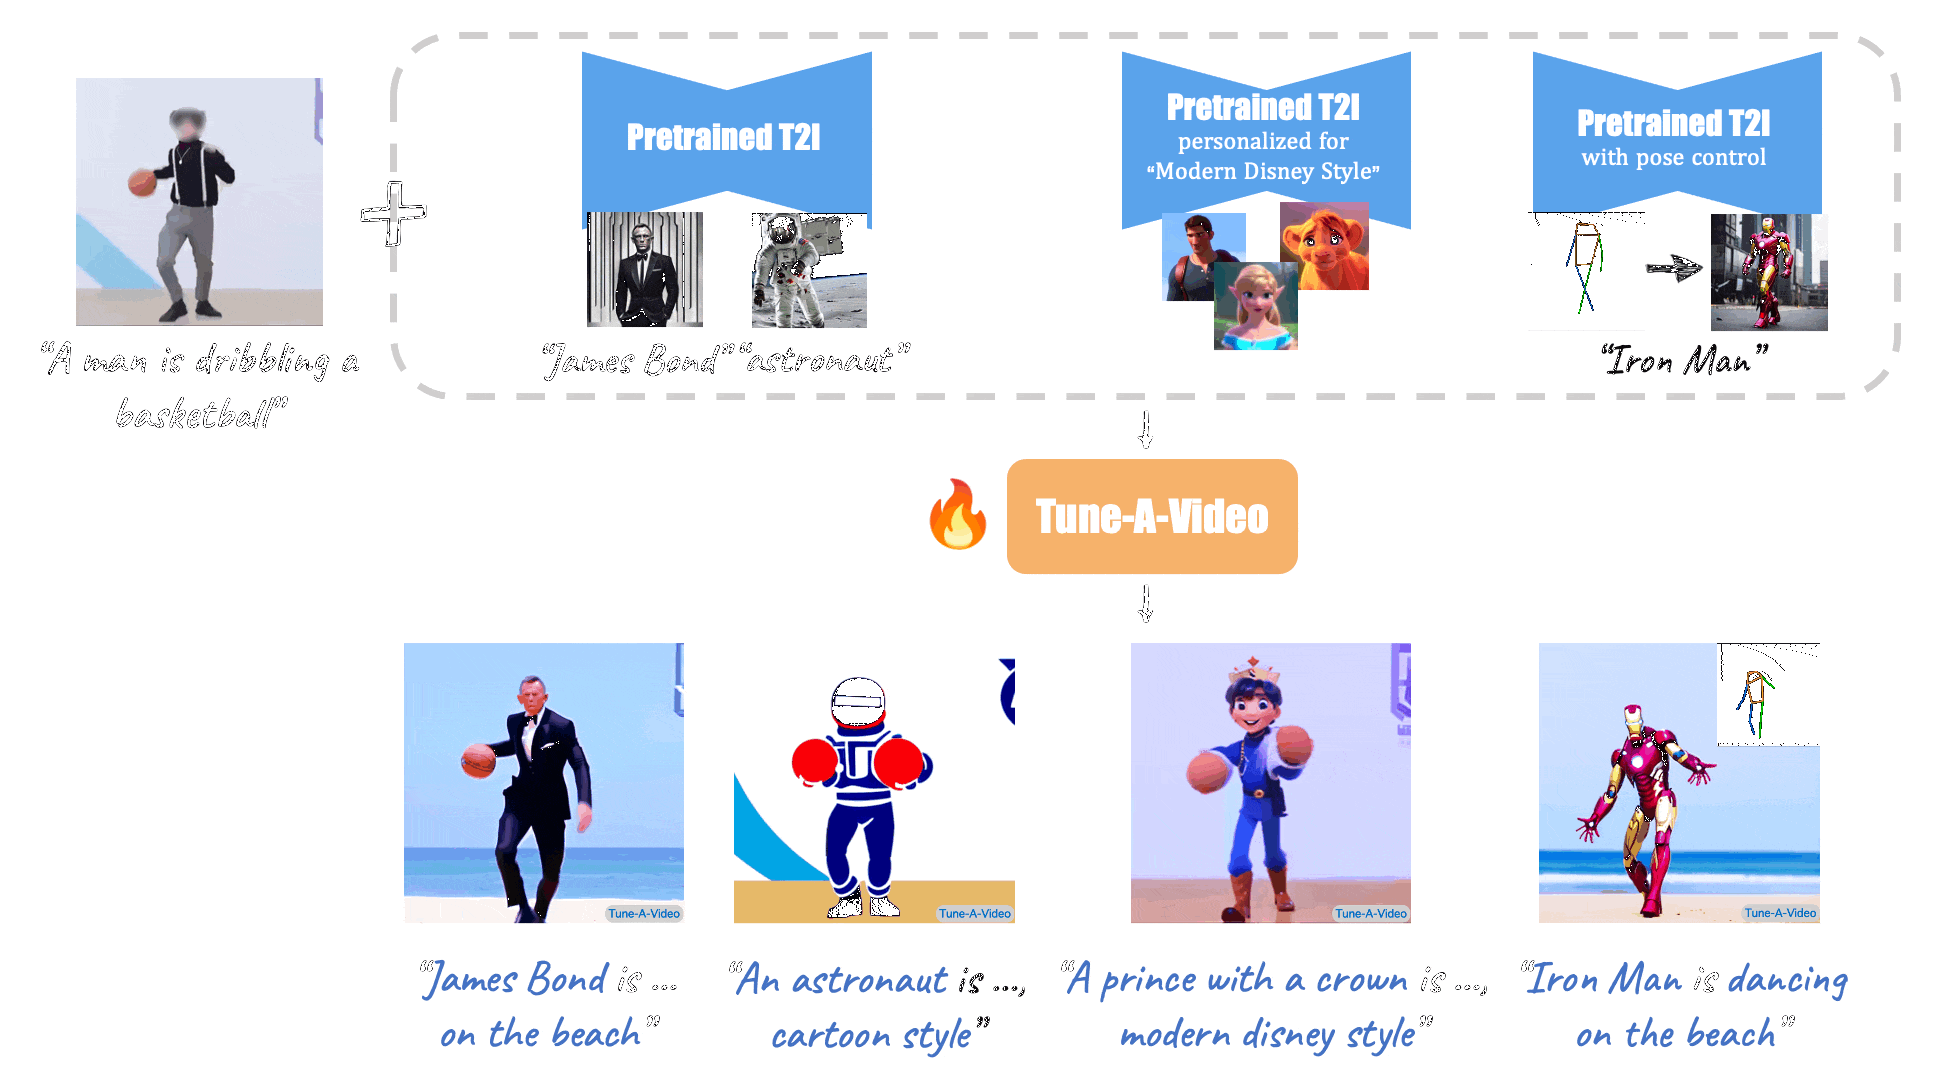 Pretrained T2I
Pretrained T2I
personalized for
“Modern Disney Style”
Pretrained T2I
with pose control
“A man is dribbling a
basketball”
“James Bond”
“astronaut”
“Iron Man”
Tune-A-Video
Tune-A-Video
Tune-A-Video
Tune-A-Video
Tune-A-Video
“James Bond is ...
on the beach”
“An astronaut is ...,
cartoon style”
“A prince with a crown is ...,
modern disney style”
“Iron Man is dancing
on the beach”